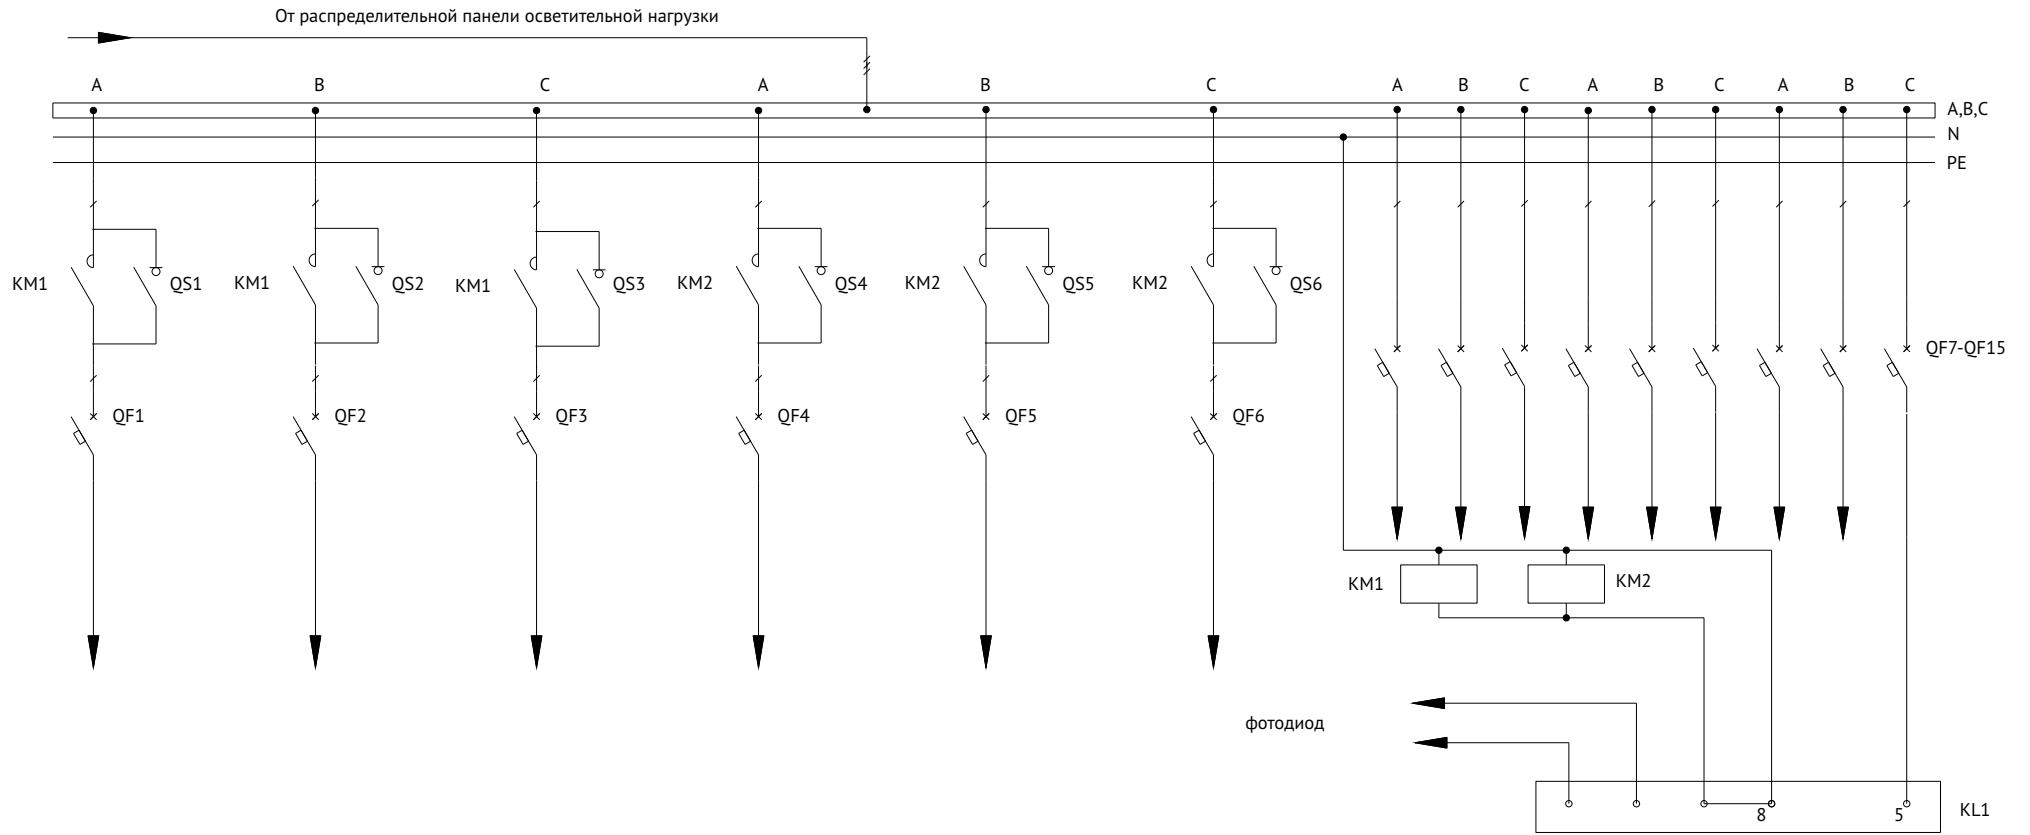 От распределительной панели осветительной нагрузки
A B C A B C A B C A B C A B C
A,B,C
N
PE
KM1 QS1 KM1 QS2 KM1 QS3 KM2 QS4 KM2 QS5 KM2 QS6
QF7-QF15
QF1 QF2 QF3 QF4 QF5 QF6
KM1 KM2
фотодиод
8 5 KL1